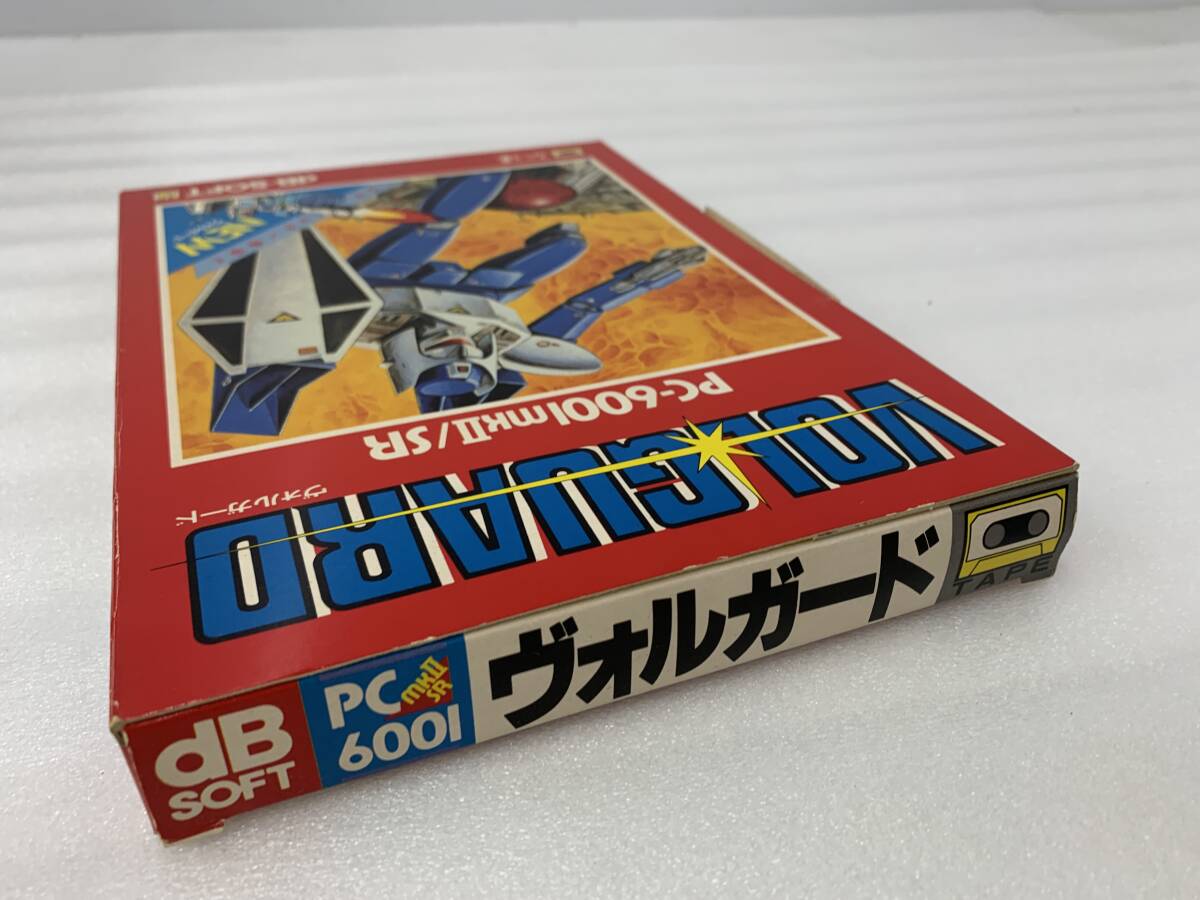 dB SOFT
NEW
PC-6001mkII/SR
VOLGUARD
ヴォルガード
dB
SOFT
PC
6001
mkII
SR
ヴォルガード
TAPE